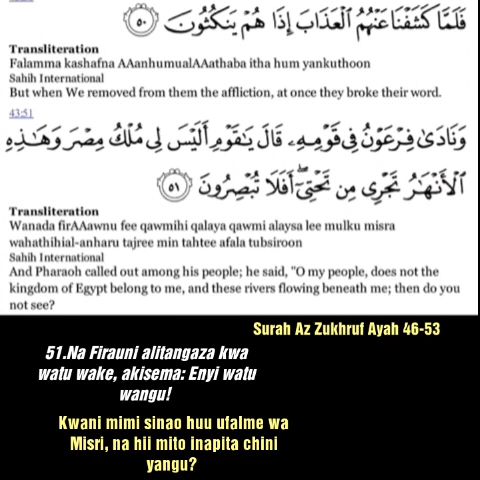 فَلَمَّا كَشَفْنَا عَنْهُمُ ٱلْعَذَابَ إِذَا هُمْ يَنكُثُونَ ۝٥٠
Transliteration
Falamma kashafna AAanhumualAAathaba itha hum yankuthoon
Sahih International
But when We removed from them the affliction, at once they broke their word.
43:51
وَنَادَىٰ فِرْعَوْنُ فِى قَوْمِهِۦ قَالَ يَٰقَوْمِ أَلَيْسَ لِى مُلْكُ مِصْرَ وَهَٰذِهِ
ٱلْأَنْهَٰرُ تَجْرِى مِن تَحْتِىٓ ۖ أَفَلَا تُبْصِرُونَ ۝٥١
Transliteration
Wanada firAAawnu fee qawmihi qalaya qawmi alaysa lee mulku misra
wahathihial-anharu tajree min tahtee afala tubsiroon
Sahih International
And Pharaoh called out among his people; he said, "O my people, does not the
kingdom of Egypt belong to me, and these rivers flowing beneath me; then do you
not see?
Surah Az Zukhruf Ayah 46-53
51.Na Firauni alitangaza kwa
watu wake, akisema: Enyi watu
wangu!
Kwani mimi sinao huu ufalme wa
Misri, na hii mito inapita chini
yangu?